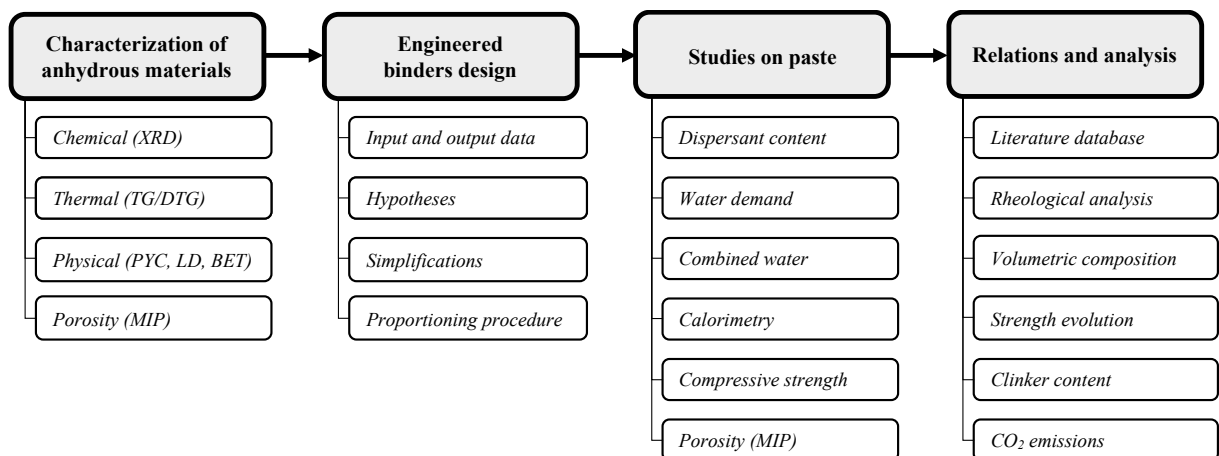 Characterization of
anhydrous materials
Chemical (XRD)
Thermal (TG/DTG)
Physical (PYC, LD, BET)
Porosity (MIP)
Engineered
binders design
Input and output data
Hypotheses
Simplifications
Proportioning procedure
Studies on paste
Dispersant content
Water demand
Combined water
Calorimetry
Compressive strength
Porosity (MIP)
Relations and analysis
Literature database
Rheological analysis
Volumetric composition
Strength evolution
Clinker content
CO₂ emissions